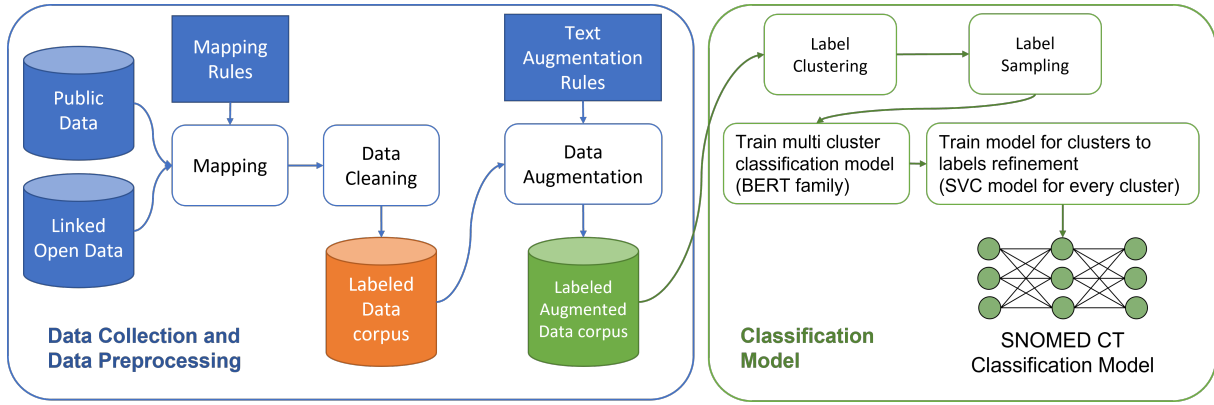 Public
Data
Linked
Open Data
Mapping
Rules
Mapping
Data
Cleaning
Labeled
Data
corpus
Text
Augmentation
Rules
Data
Augmentation
Labeled
Augmented
Data corpus
Data Collection and
Data Preprocessing
Label
Clustering
Label
Sampling
Train multi cluster
classification model
(BERT family)
Train model for clusters to
labels refinement
(SVC model for every cluster)
SNOMED CT
Classification Model
Classification
Model